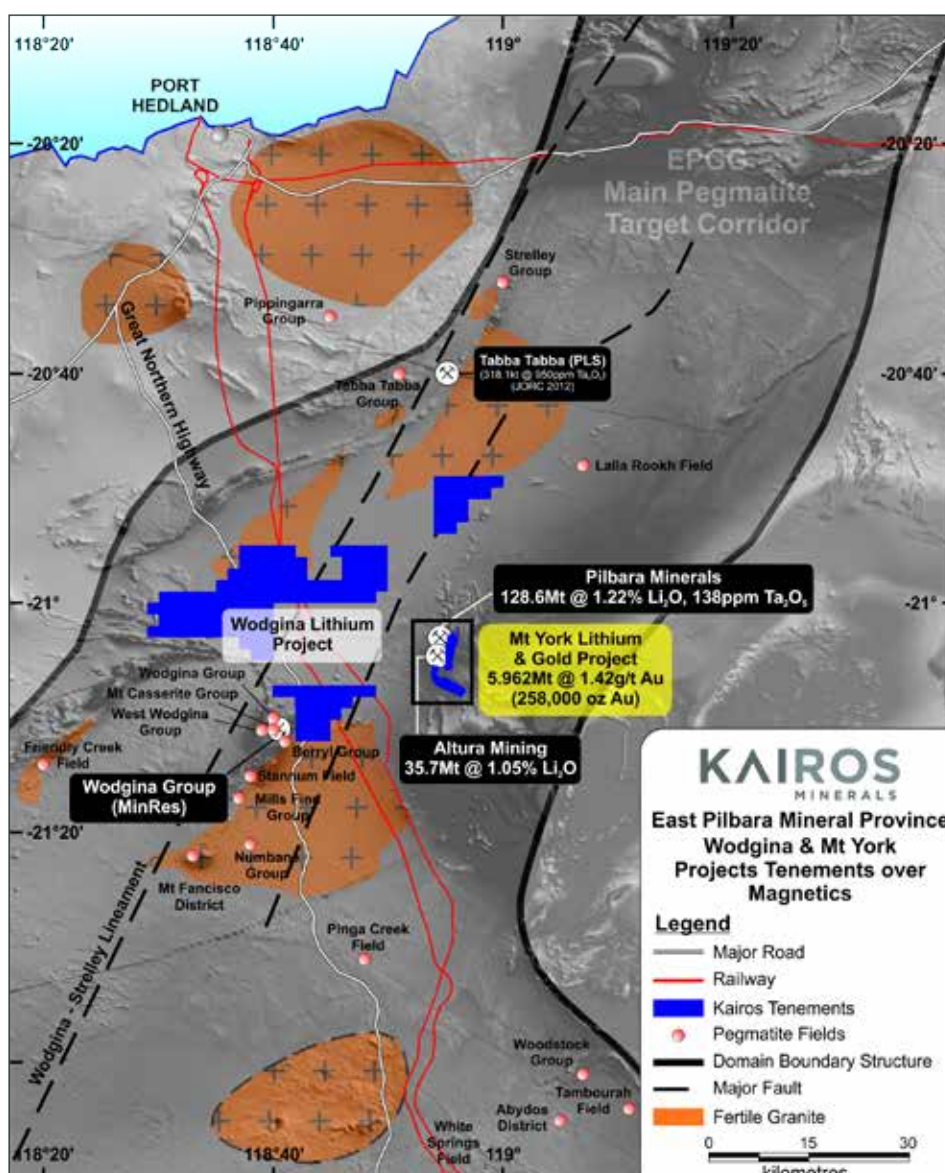 118°20'
118°40'
119°
119°20'
PORT
HEDLAND
-20°20'
-20°20'
EPGG
Main Pegmatite
Target Corridor
Strelley
Group
Pippingarra
Group
Great Northern Highway
Tabba Tabba (PLS)
(318.1kt @ 950ppm Ta₂O₅)
(JORC 2012)
-20°40'
-20°40'
Tabba Tabba
Group
Lalla Rookh Field
Pilbara Minerals
128.6Mt @ 1.22% Li₂O, 138ppm Ta₂O₅
-21°
-21°
Wodgina Lithium
Project
Mt York Lithium
& Gold Project
5.962Mt @ 1.42g/t Au
(258,000 oz Au)
Wodgina Group
Mt Casserite Group
West Wodgina
Group
Berryl Group
Altura Mining
35.7Mt @ 1.05% Li₂O
Friendly Creek
Field
Stannum Field
Wodgina Group
(MinRes)
Mills Find
Group
-21°20'
Numbana
Group
Mt Fancisco
District
Wodgina - Strelley Lineament
Pinga Creek
Field
Woodstock
Group
Tambourah
Field
Abydos
District
White
Springs
Field
118°20'
118°40'
119°
KAIROS
MINERALS
East Pilbara Mineral Province
Wodgina & Mt York
Projects Tenements over
Magnetics
Legend
Major Road
Railway
Kairos Tenements
Pegmatite Fields
Domain Boundary Structure
Major Fault
Fertile Granite
0 15 30
kilometres